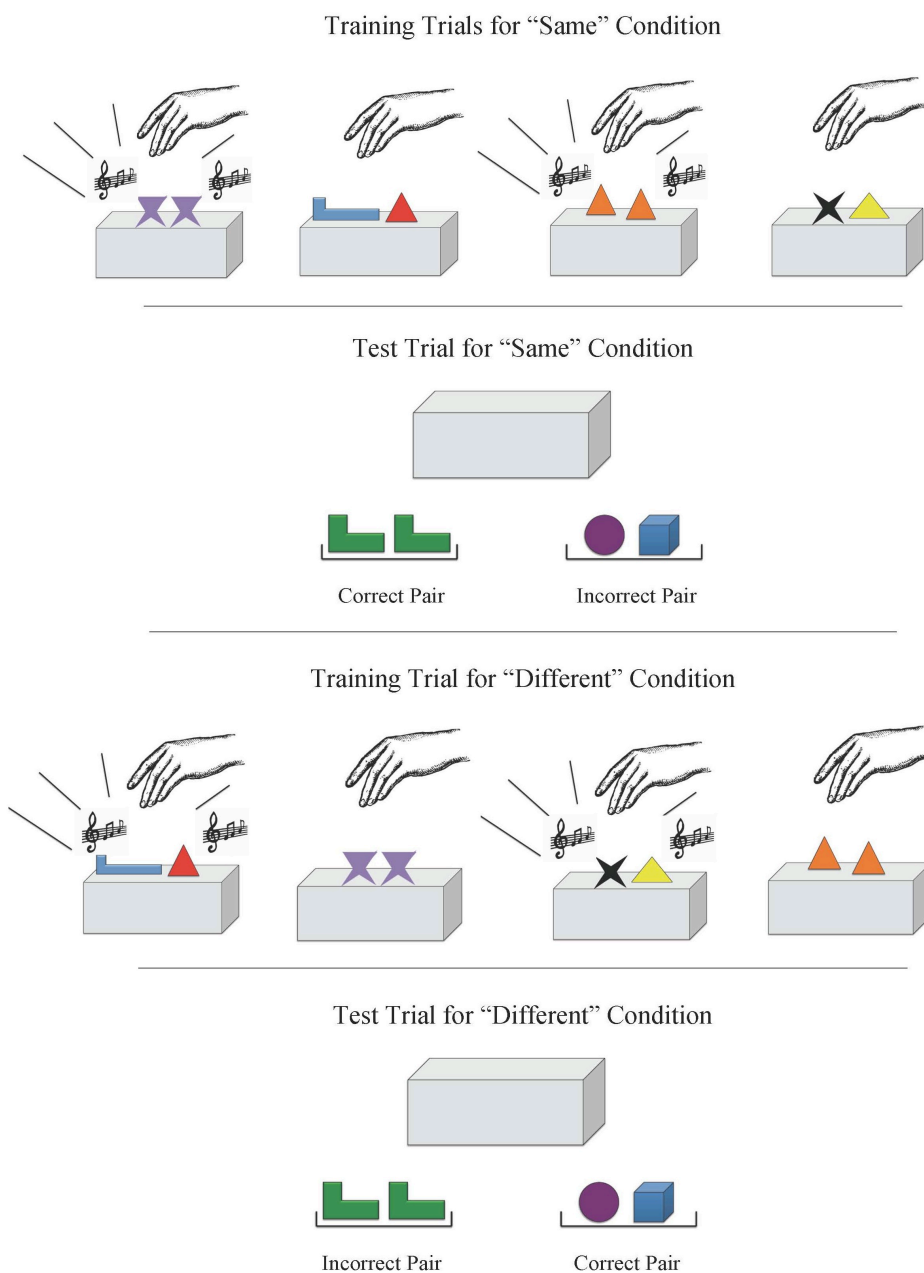 Training Trials for “Same” Condition
Test Trial for “Same” Condition
Correct Pair
Incorrect Pair
Training Trial for “Different” Condition
Test Trial for “Different” Condition
Incorrect Pair
Correct Pair